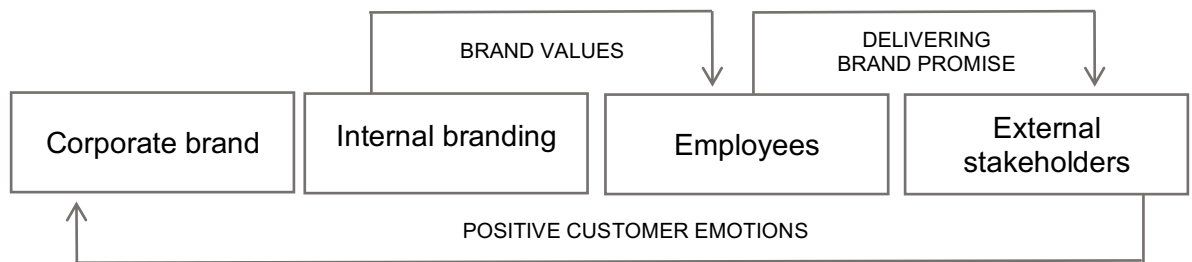 BRAND VALUES
DELIVERING
BRAND PROMISE
Corporate brand
Internal branding
Employees
External
stakeholders
POSITIVE CUSTOMER EMOTIONS